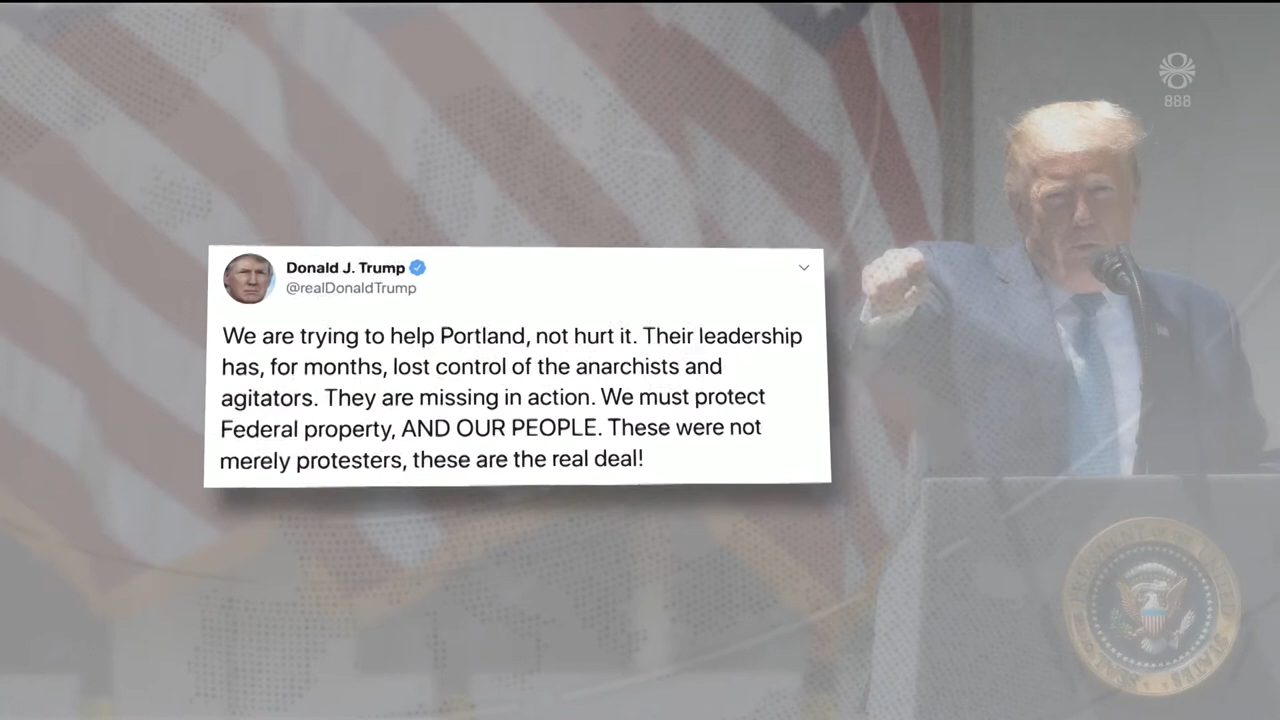 888
Donald J. Trump
@realDonaldTrump
We are trying to help Portland, not hurt it. Their leadership
has, for months, lost control of the anarchists and
agitators. They are missing in action. We must protect
Federal property, AND OUR PEOPLE. These were not
merely protesters, these are the real deal!